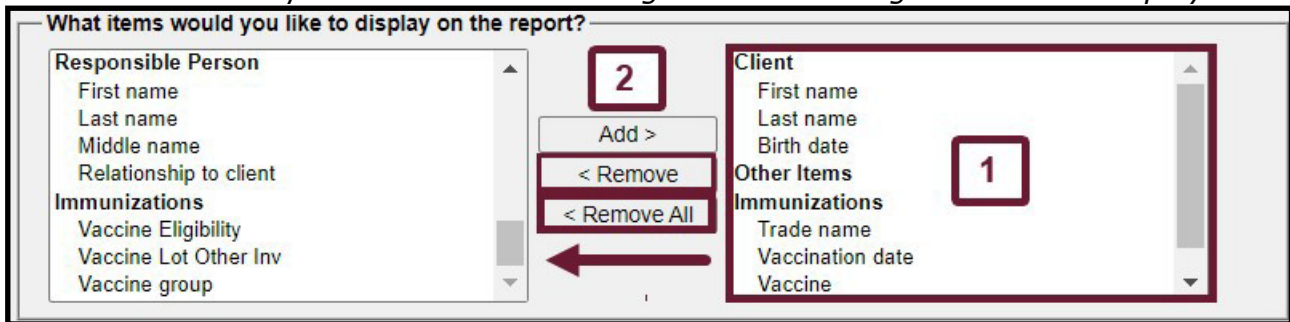 What items would you like to display on the report?
Responsible Person
First name
Last name
Middle name
Relationship to client
Immunizations
Vaccine Eligibility
Vaccine Lot Other Inv
Vaccine group
2
Add >
< Remove
< Remove All
Client
First name
Last name
Birth date
Other Items
Immunizations
Trade name
Vaccination date
Vaccine
1